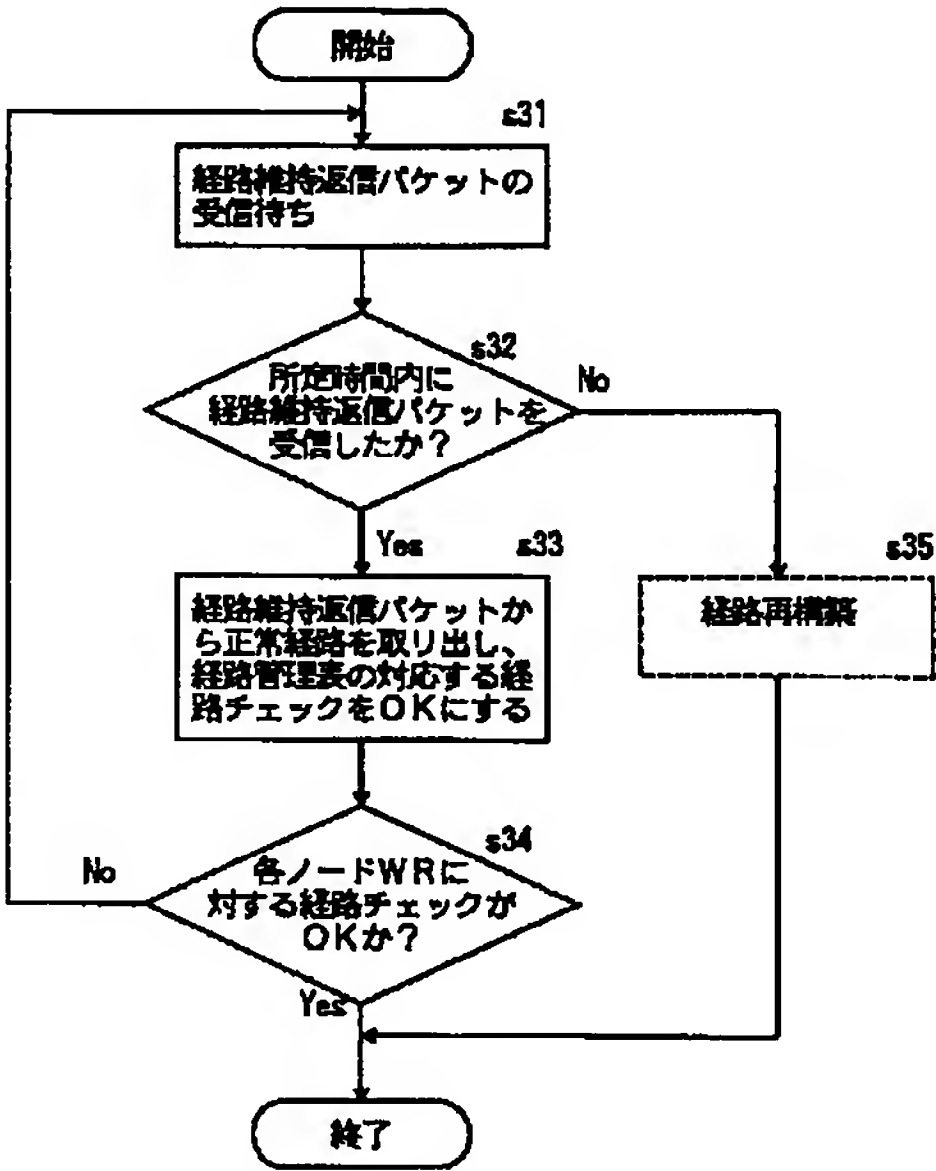 開始
s31
経路維持返信パケットの
受信待ち
s32
所定時間内に
経路維持返信パケットを
受信したか？
No
Yes
s33
経路維持返信パケットか
ら正常経路を取り出し、
経路管理表の対応する経
路チェックをＯＫにする
s35
経路再構築
s34
各ノードＷＲに
対する経路チェックが
ＯＫか？
No
Yes
終了